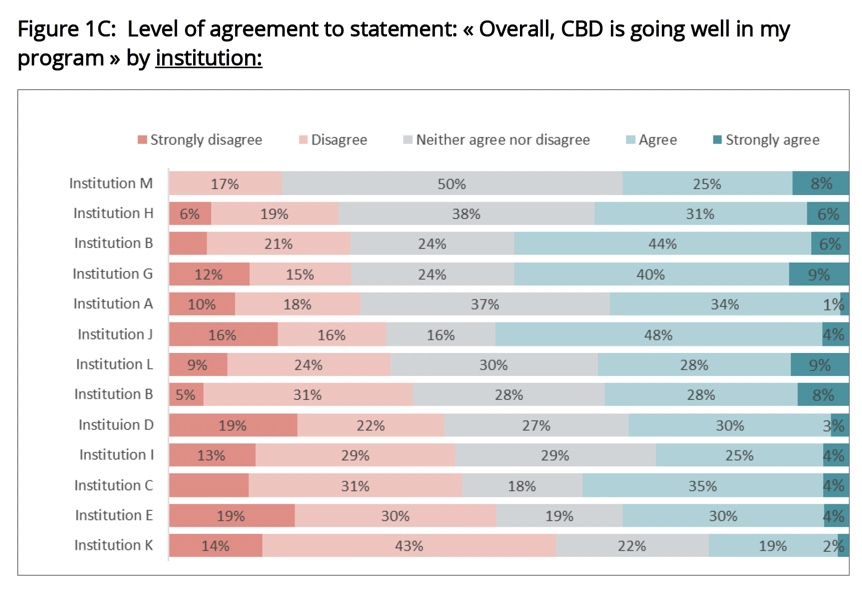 Figure 1C:  Level of agreement to statement: « Overall, CBD is going well in my
program » by institution:
Strongly disagree Disagree Neither agree nor disagree Agree Strongly agree
Institution M 17% 50% 25% 8%
Institution H 6% 19% 38% 31% 6%
Institution B 21% 24% 44% 6%
Institution G 12% 15% 24% 40% 9%
Institution A 10% 18% 37% 34% 1%
Institution J 16% 16% 16% 48% 4%
Institution L 9% 24% 30% 28% 9%
Institution B 5% 31% 28% 28% 8%
Instituion D 19% 22% 27% 30% 3%
Institution I 13% 29% 29% 25% 4%
Institution C 31% 18% 35% 4%
Institution E 19% 30% 19% 30% 4%
Institution K 14% 43% 22% 19% 2%